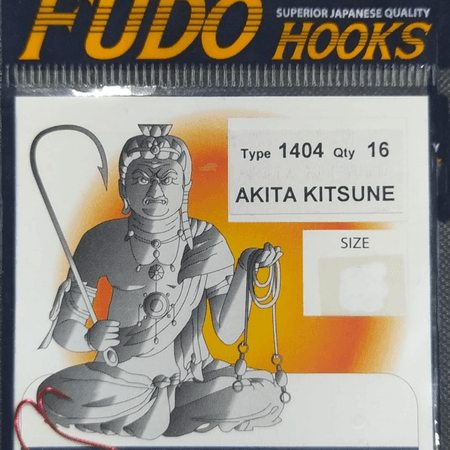 FUDO
SUPERIOR JAPANESE QUALITY
HOOKS
Type 1404 Qty 16
AKITA KITSUNE
SIZE